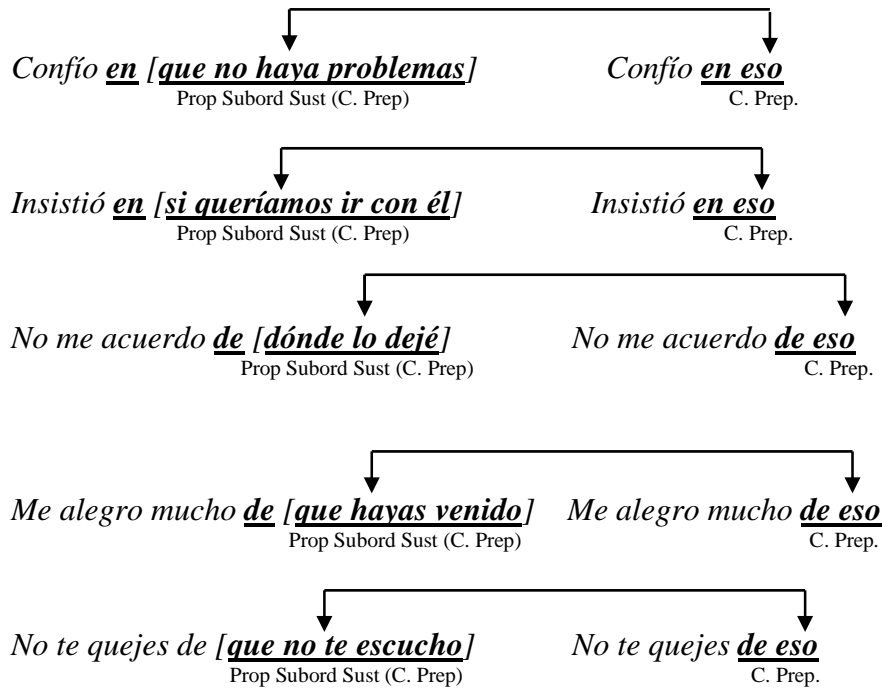 Confío en [que no haya problemas] Confío en eso
Prop Subord Sust (C. Prep) C. Prep.
Insistió en [si queríamos ir con él] Insistió en eso
Prop Subord Sust (C. Prep) C. Prep.
No me acuerdo de [dónde lo dejé] No me acuerdo de eso
Prop Subord Sust (C. Prep) C. Prep.
Me alegro mucho de [que hayas venido] Me alegro mucho de eso
Prop Subord Sust (C. Prep) C. Prep.
No te quejes de [que no te escucho] No te quejes de eso
Prop Subord Sust (C. Prep) C. Prep.